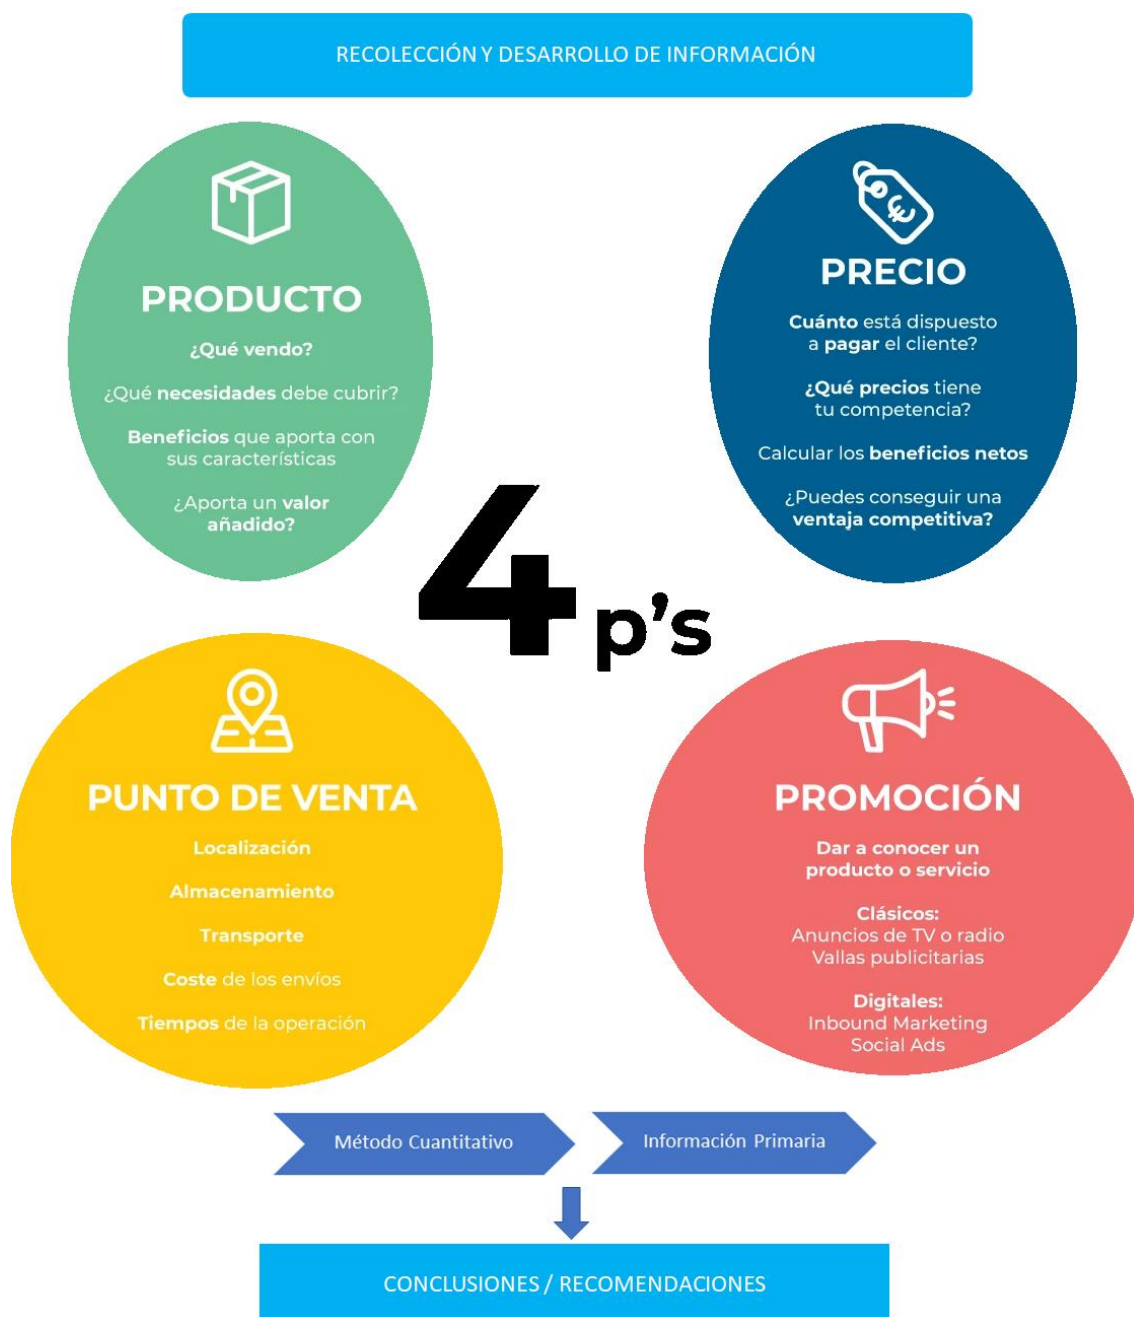 RECOLECCIÓN Y DESARROLLO DE INFORMACIÓN
PRODUCTO
¿Qué vendo?
¿Qué necesidades debe cubrir?
Beneficios que aporta con
sus características
¿Aporta un valor
añadido?
PRECIO
Cuánto está dispuesto
a pagar el cliente?
¿Qué precios tiene
tu competencia?
Calcular los beneficios netos
¿Puedes conseguir una
ventaja competitiva?
4 p's
PUNTO DE VENTA
Localización
Almacenamiento
Transporte
Coste de los envíos
Tiempos de la operación
PROMOCIÓN
Dar a conocer un
producto o servicio
Clásicos:
Anuncios de TV o radio
Vallas publicitarias
Digitales:
Inbound Marketing
Social Ads
Método Cuantitativo
Información Primaria
CONCLUSIONES / RECOMENDACIONES